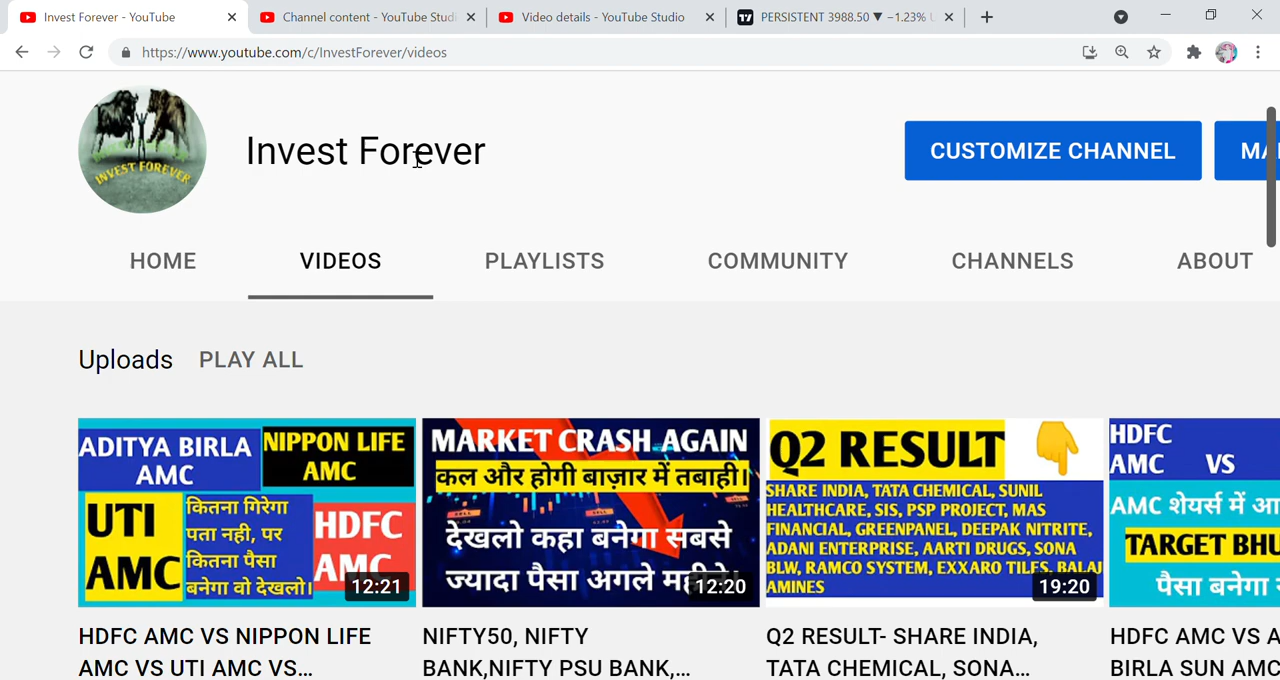 Invest Forever - YouTube
Channel content - YouTube Studi
Video details - YouTube Studio
PERSISTENT 3988.50 ▼ −1.23%
https://www.youtube.com/c/InvestForever/videos
INVEST FOREVER
Invest Forever
CUSTOMIZE CHANNEL
MA
HOME
VIDEOS
PLAYLISTS
COMMUNITY
CHANNELS
ABOUT
Uploads
PLAY ALL
ADITYA BIRLA
AMC
NIPPON LIFE
AMC
UTI
AMC
कितना गिरेगा
पता नही, पर
कितना पैसा
बनेगा वो देखलो।
HDFC
AMC
12:21
MARKET CRASH AGAIN
कल और होगी बाज़ार में तबाही।
देखलो कहा बनेगा सबसे
ज्यादा पैसा अगले महीने।
12:20
Q2 RESULT
SHARE INDIA, TATA CHEMICAL, SUNIL
HEALTHCARE, SIS, PSP PROJECT, MAS
FINANCIAL, GREENPANEL, DEEPAK NITRITE,
ADANI ENTERPRISE, AARTI DRUGS, SONA
BLW, RAMCO SYSTEM, EXXARO TILES, BALAJ
AMINES
19:20
HDFC
AMC VS
AMC शेयर्स में आ
TARGET BHU
पैसा बनेगा
HDFC AMC VS NIPPON LIFE
AMC VS UTI AMC VS...
NIFTY50, NIFTY
BANK,NIFTY PSU BANK,...
Q2 RESULT- SHARE INDIA,
TATA CHEMICAL, SONA...
HDFC AMC VS A
BIRLA SUN AMC